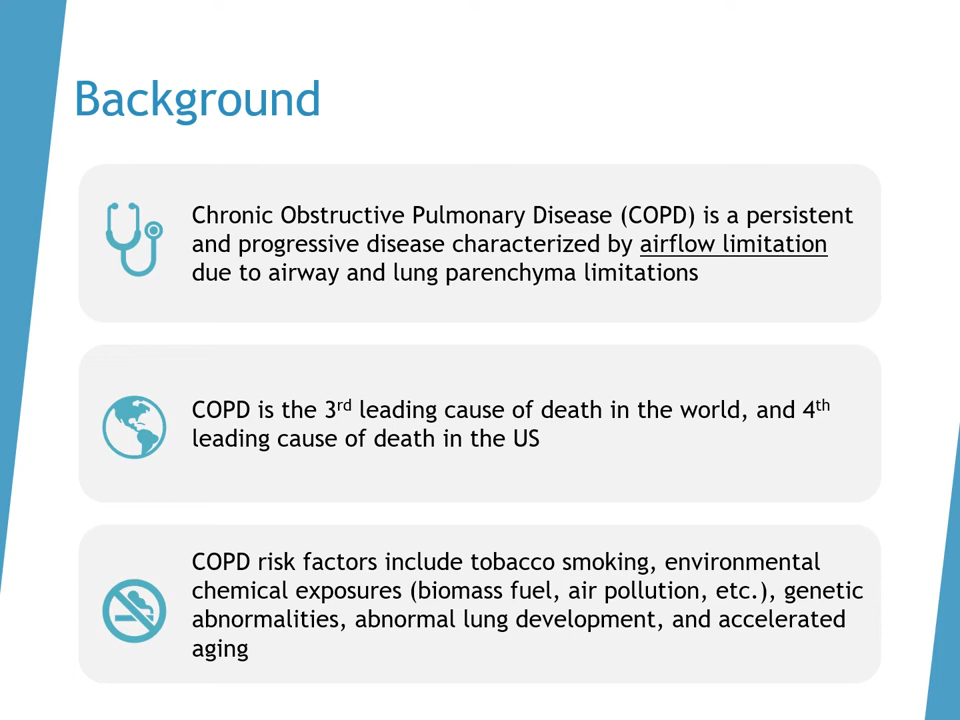 Background
Chronic Obstructive Pulmonary Disease (COPD) is a persistent
and progressive disease characterized by airflow limitation
due to airway and lung parenchyma limitations
COPD is the 3rd leading cause of death in the world, and 4th
leading cause of death in the US
COPD risk factors include tobacco smoking, environmental
chemical exposures (biomass fuel, air pollution, etc.), genetic
abnormalities, abnormal lung development, and accelerated
aging